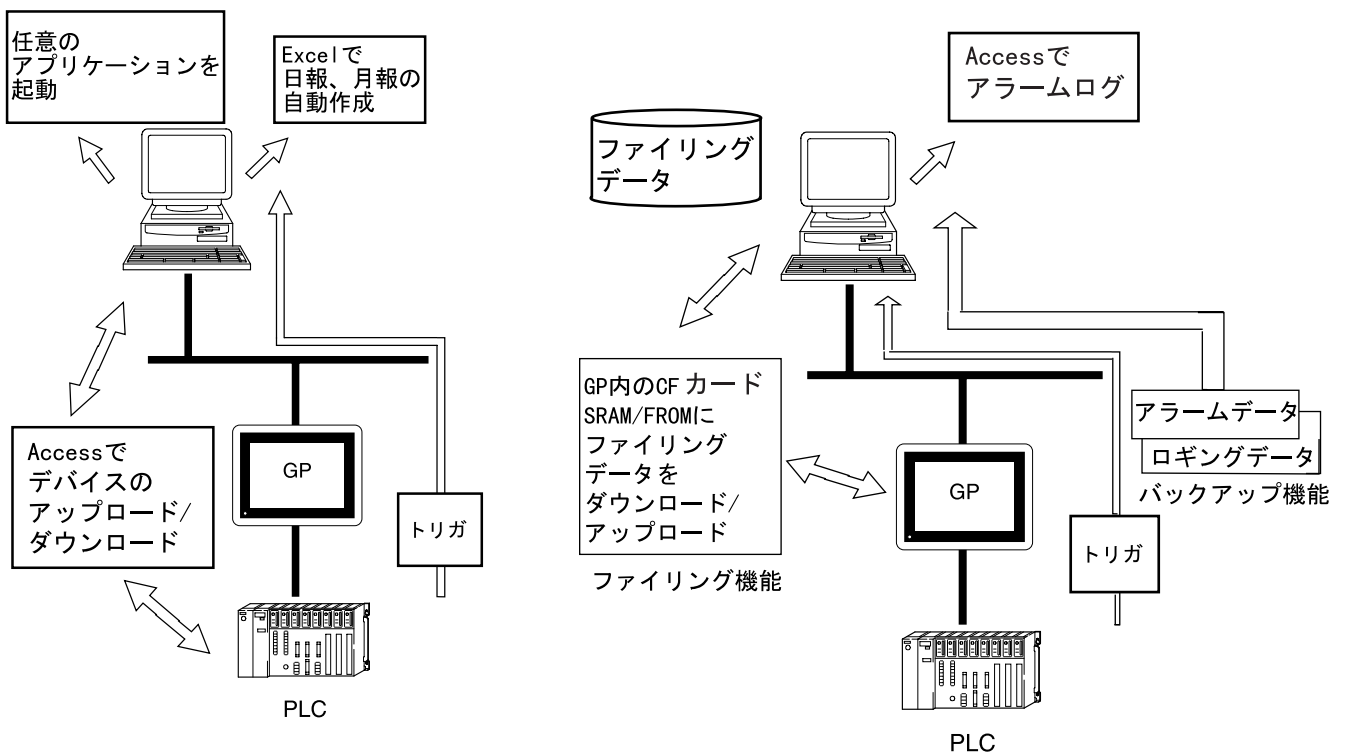 任意の
アプリケーションを
起動
Excelで
日報、月報の
自動作成
Accessで
デバイスの
アップロード/
ダウンロード
GP
トリガ
PLC
Accessで
アラームログ
ファイリング
データ
GP内のCF カード
SRAM/FROMに
ファイリング
データを
ダウンロード/
アップロード
ファイリング機能
GP
アラームデータ
ロギングデータ
バックアップ機能
トリガ
PLC